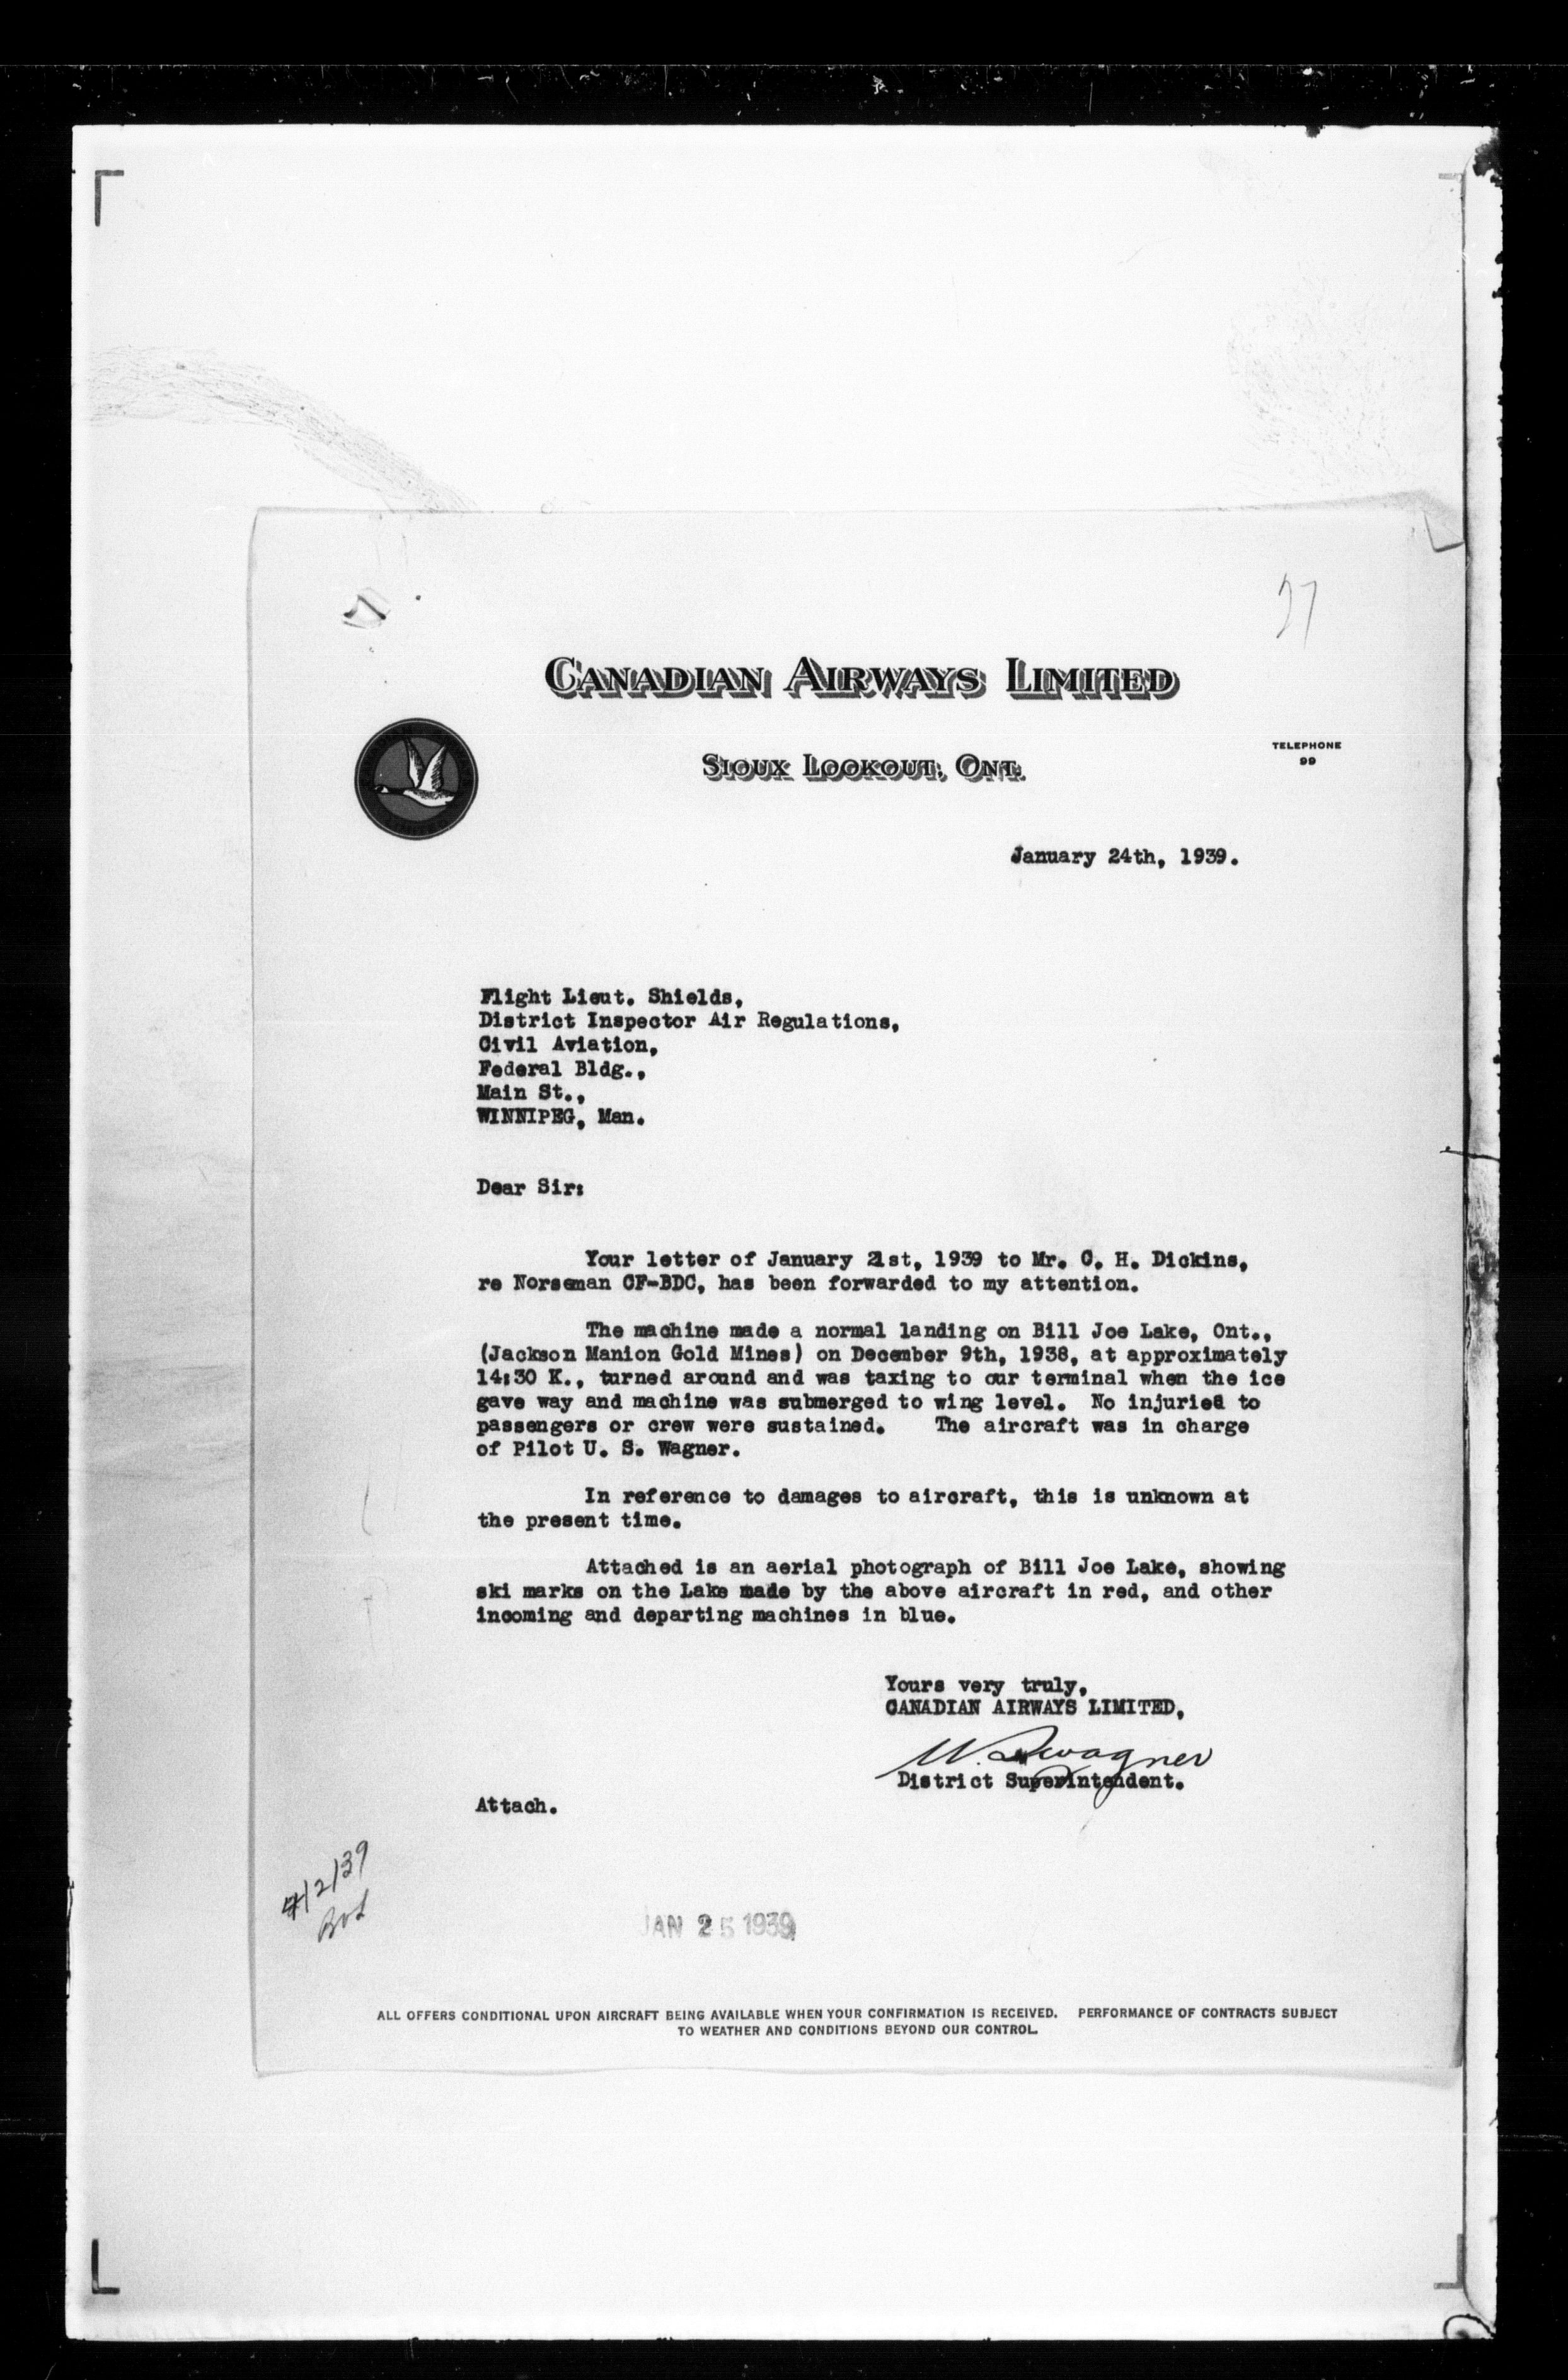 27
CANADIAN AIRWAYS LIMITED
SIOUX LOOKOUT, ONT.
TELEPHONE
99
January 24th, 1939.
Flight Lieut. Shields,
District Inspector Air Regulations,
Civil Aviation,
Federal Bldg.,
Main St.,
WINNIPEG, Man.
Dear Sir:
Your letter of January 21st, 1939 to Mr. C. H. Dickins,
re Norseman CF-BDC, has been forwarded to my attention.
The machine made a normal landing on Bill Joe Lake, Ont.,
(Jackson Manion Gold Mines) on December 9th, 1938, at approximately
14:30 K., turned around and was taxing to our terminal when the ice
gave way and machine was submerged to wing level. No injuried to
passengers or crew were sustained. The aircraft was in charge
of Pilot U. S. Wagner.
In reference to damages to aircraft, this is unknown at
the present time.
Attached is an aerial photograph of Bill Joe Lake, showing
ski marks on the Lake made by the above aircraft in red, and other
incoming and departing machines in blue.
Yours very truly,
CANADIAN AIRWAYS LIMITED,
District Superintendent.
Attach.
4/2/39
JAN 25 1939
ALL OFFERS CONDITIONAL UPON AIRCRAFT BEING AVAILABLE WHEN YOUR CONFIRMATION IS RECEIVED. PERFORMANCE OF CONTRACTS SUBJECT
TO WEATHER AND CONDITIONS BEYOND OUR CONTROL.